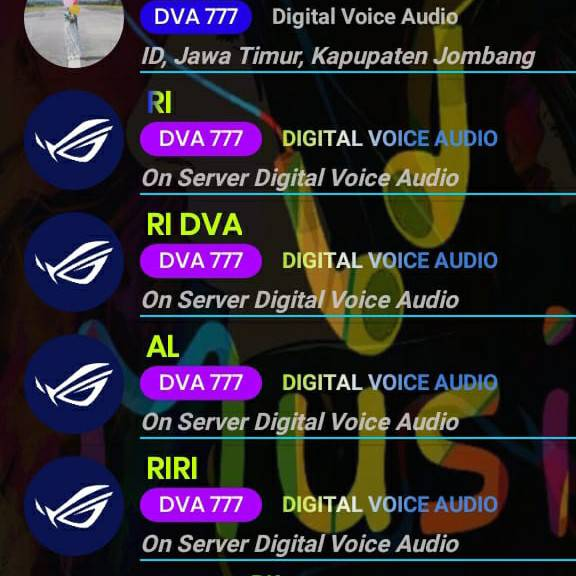 DVA 777 Digital Voice Audio
ID, Jawa Timur, Kapupaten Jombang
RI
DVA 777 DIGITAL VOICE AUDIO
On Server Digital Voice Audio
RI DVA
DVA 777 DIGITAL VOICE AUDIO
On Server Digital Voice Audio
AL
DVA 777 DIGITAL VOICE AUDIO
On Server Digital Voice Audio
RIRI
DVA 777 DIGITAL VOICE AUDIO
On Server Digital Voice Audio
Musi